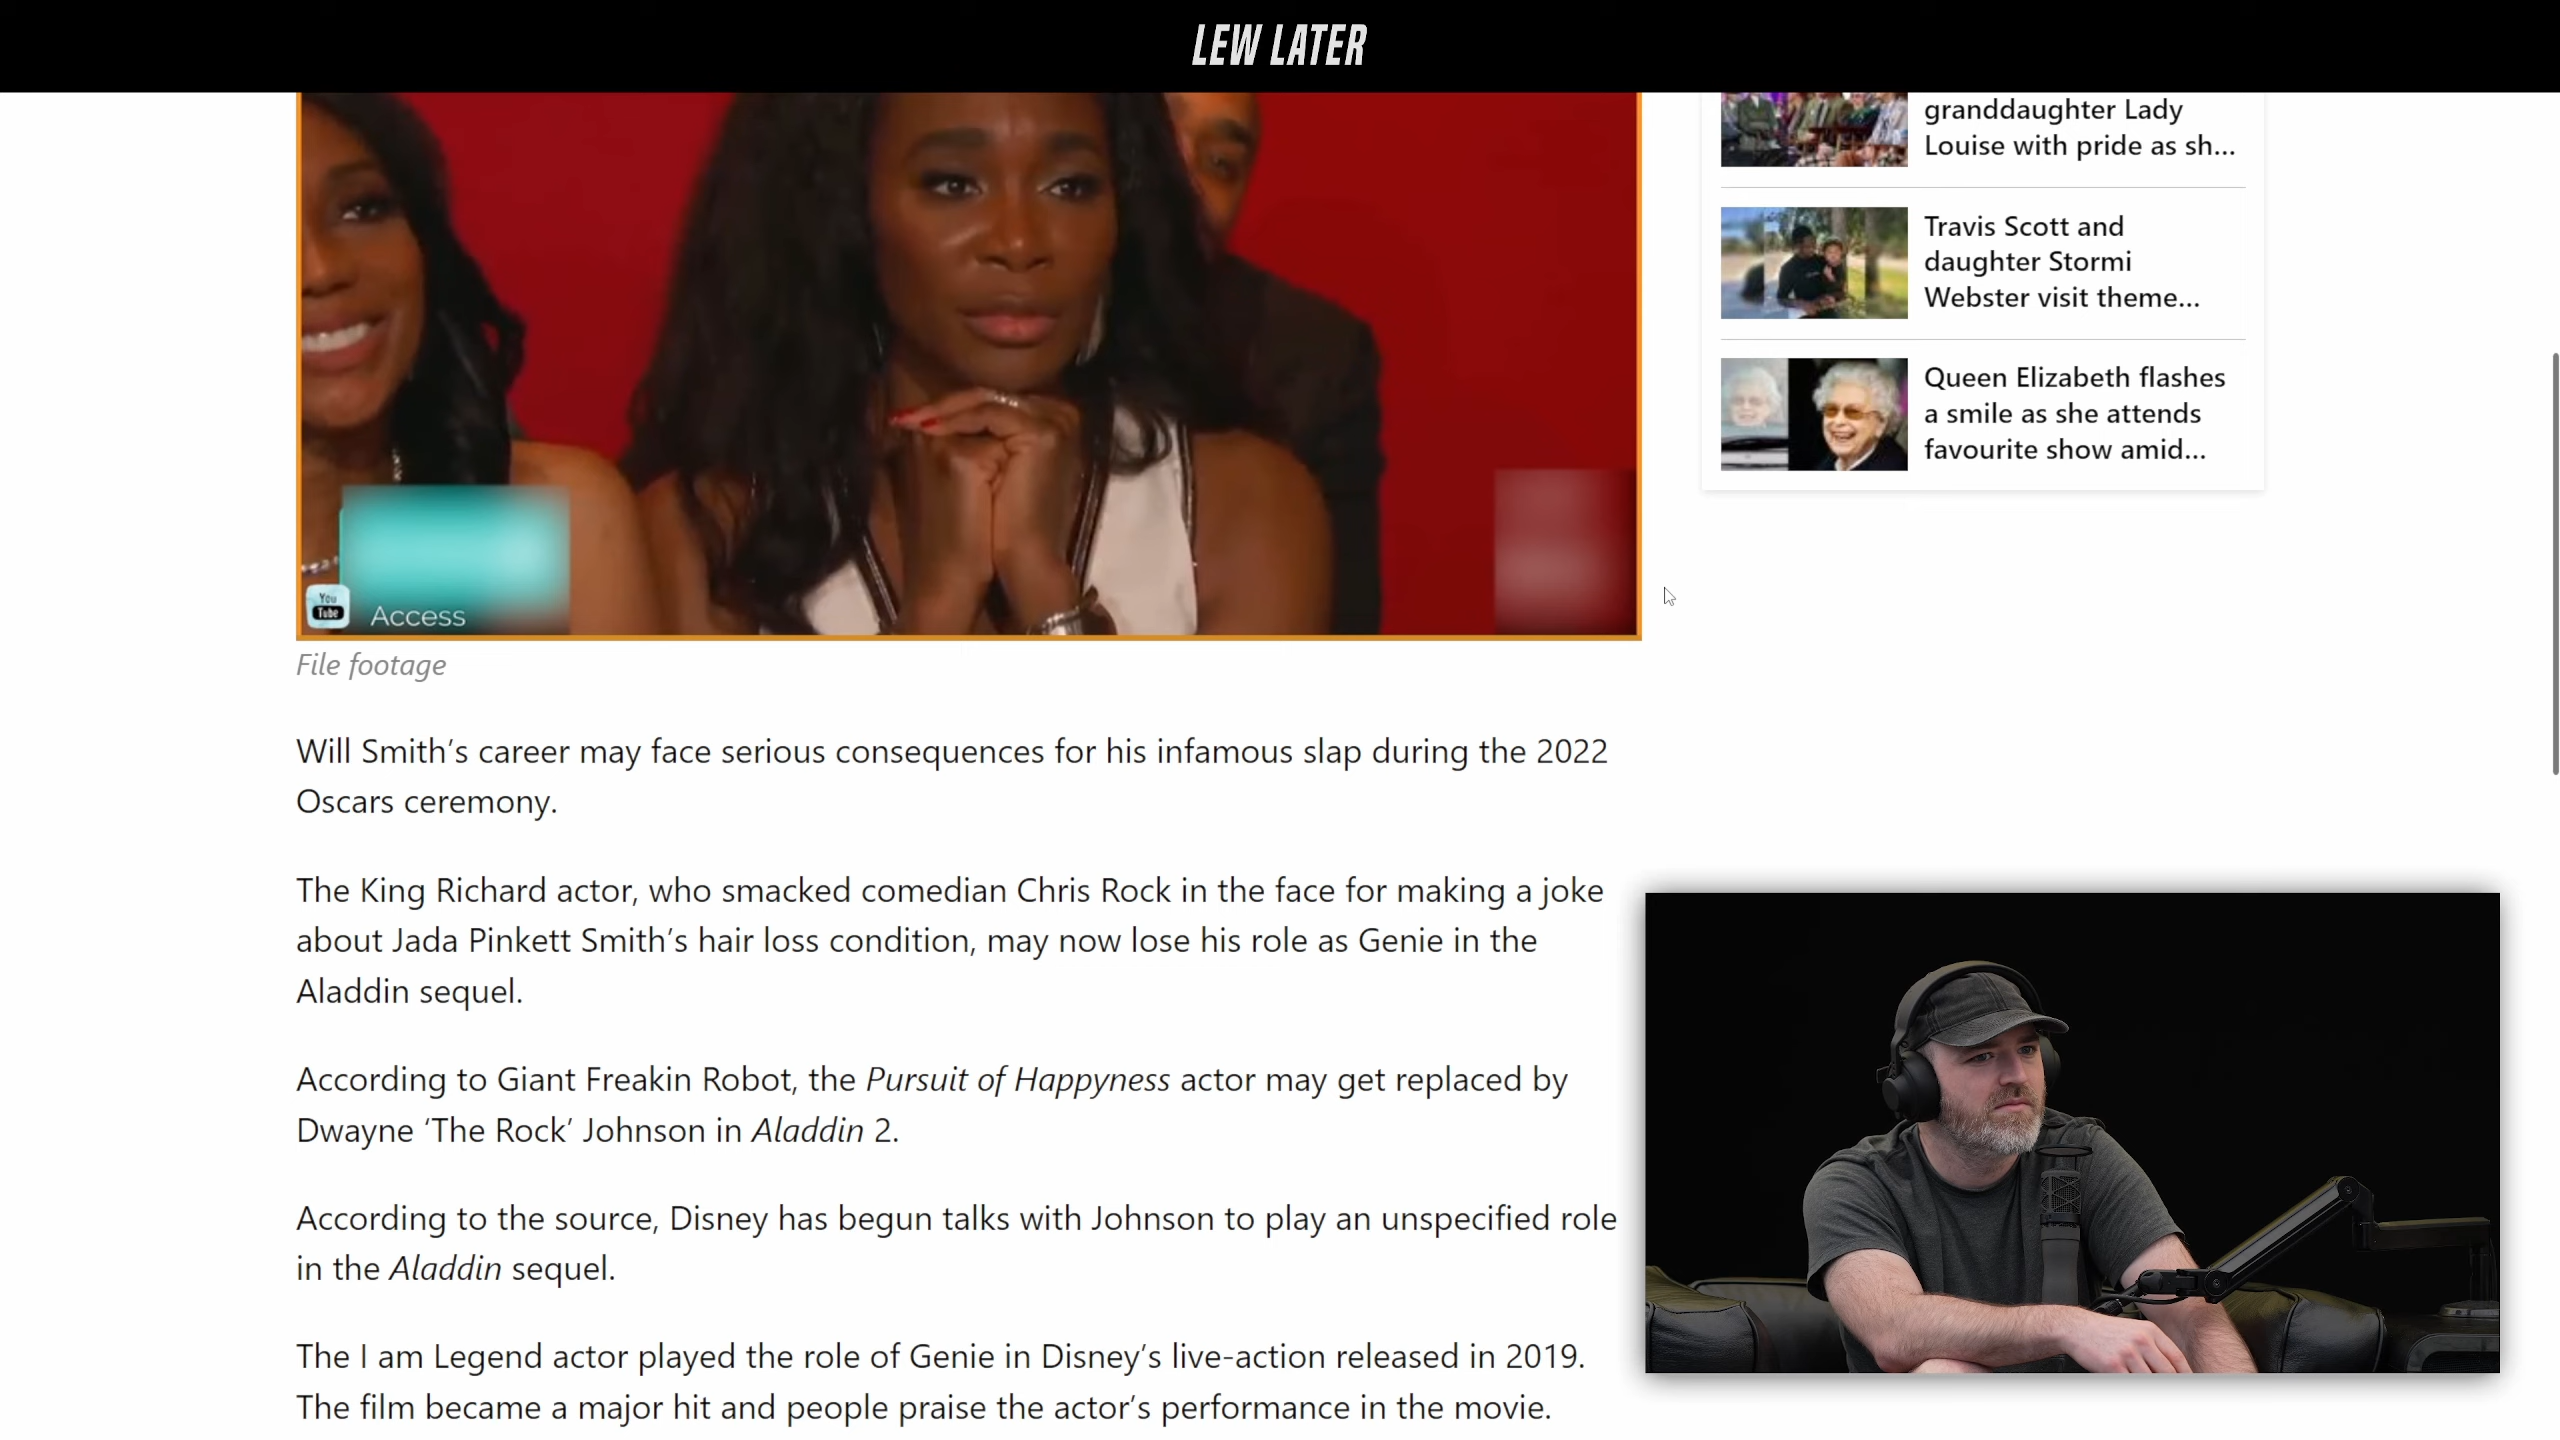 LEW LATER
granddaughter Lady
Louise with pride as sh...
Travis Scott and
daughter Stormi
Webster visit theme...
Queen Elizabeth flashes
a smile as she attends
favourite show amid...
You
Tube
Access
File footage
Will Smith’s career may face serious consequences for his infamous slap during the 2022
Oscars ceremony.
The King Richard actor, who smacked comedian Chris Rock in the face for making a joke
about Jada Pinkett Smith’s hair loss condition, may now lose his role as Genie in the
Aladdin sequel.
According to Giant Freakin Robot, the Pursuit of Happyness actor may get replaced by
Dwayne ‘The Rock’ Johnson in Aladdin 2.
According to the source, Disney has begun talks with Johnson to play an unspecified role
in the Aladdin sequel.
The I am Legend actor played the role of Genie in Disney’s live-action released in 2019.
The film became a major hit and people praise the actor’s performance in the movie.